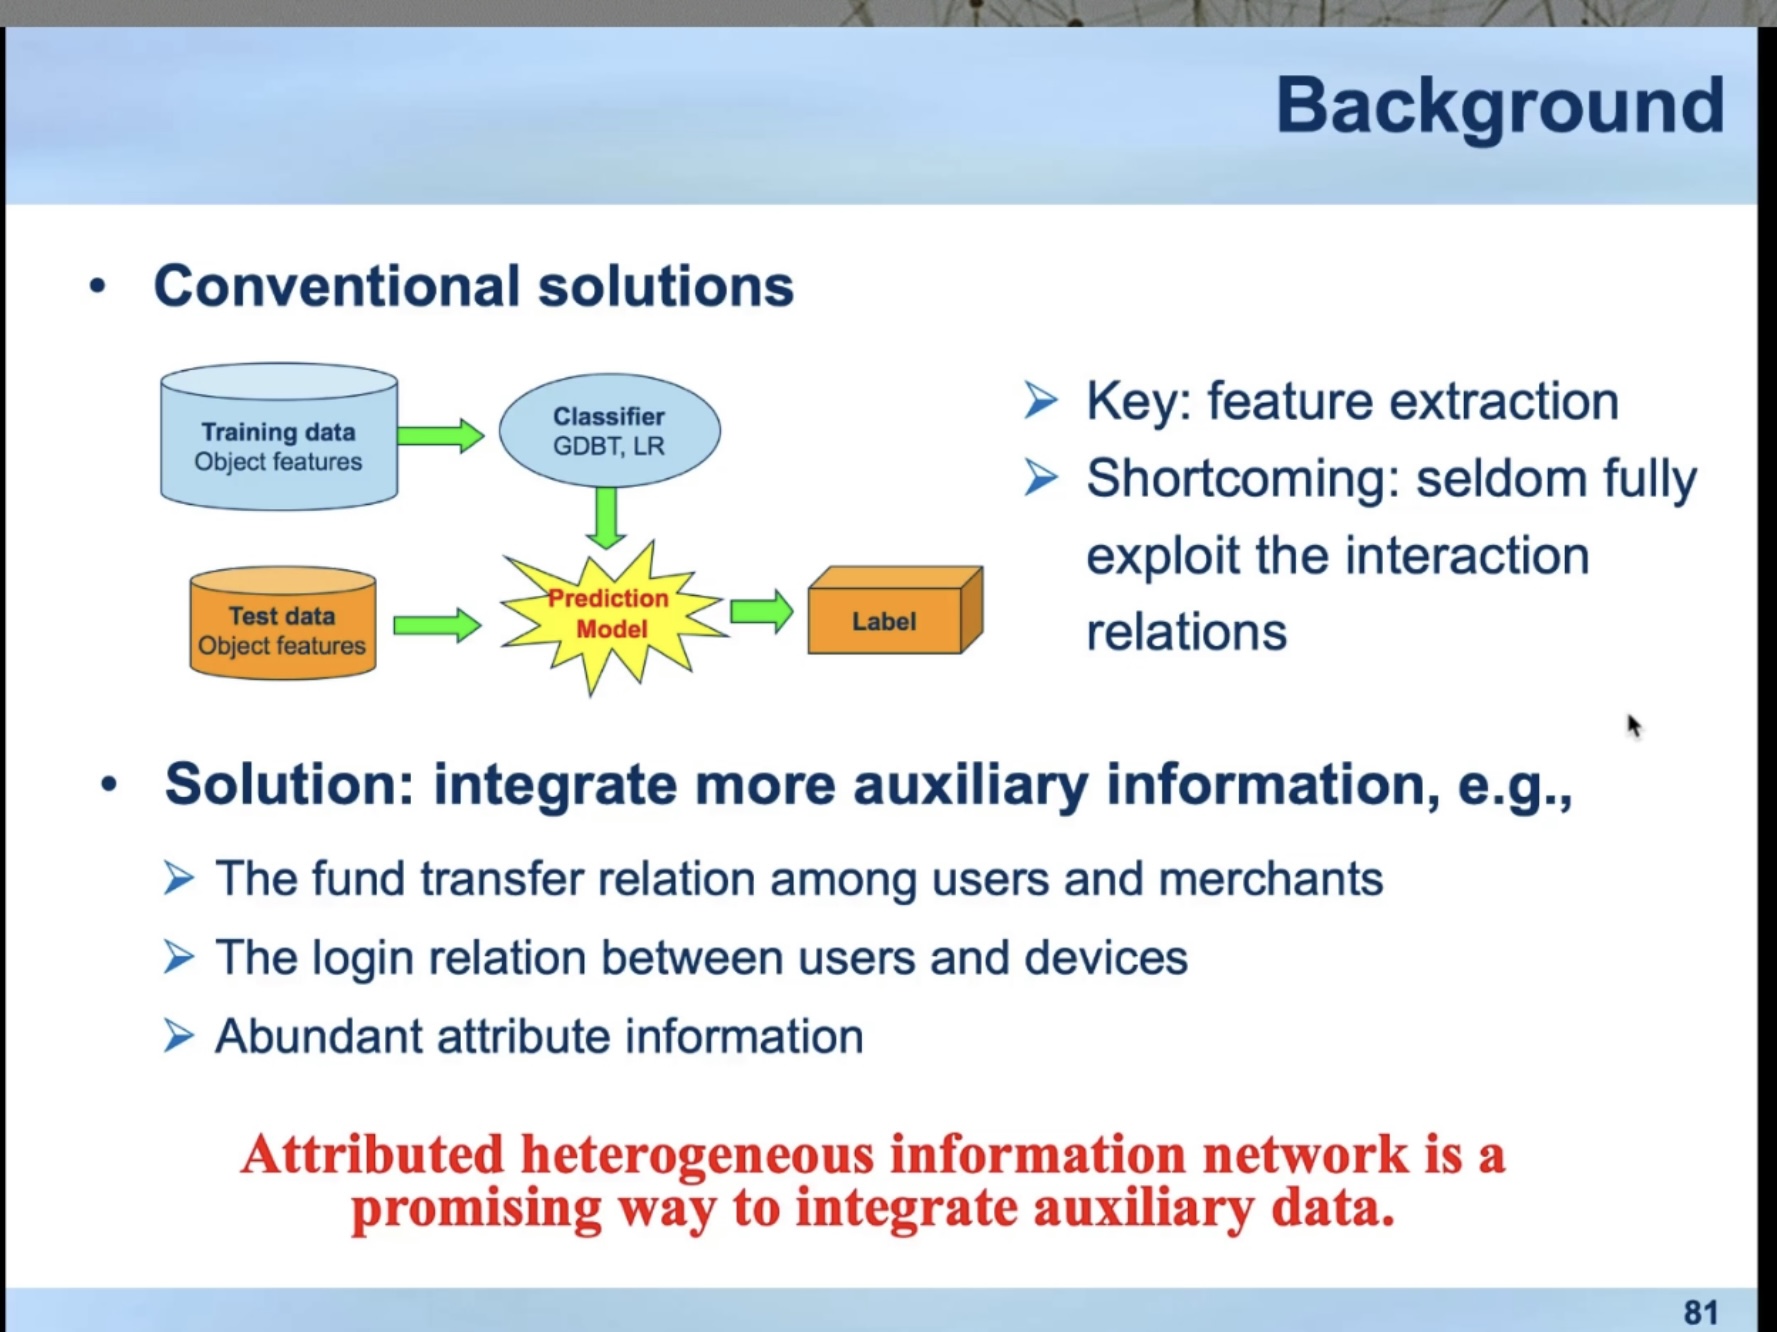 Background
• Conventional solutions
Training data
Object features
Classifier
GDBT, LR
Test data
Object features
Prediction
Model
Label
Key: feature extraction
Shortcoming: seldom fully
exploit the interaction
relations
• Solution: integrate more auxiliary information, e.g.,
The fund transfer relation among users and merchants
The login relation between users and devices
Abundant attribute information
Attributed heterogeneous information network is a
promising way to integrate auxiliary data.
81